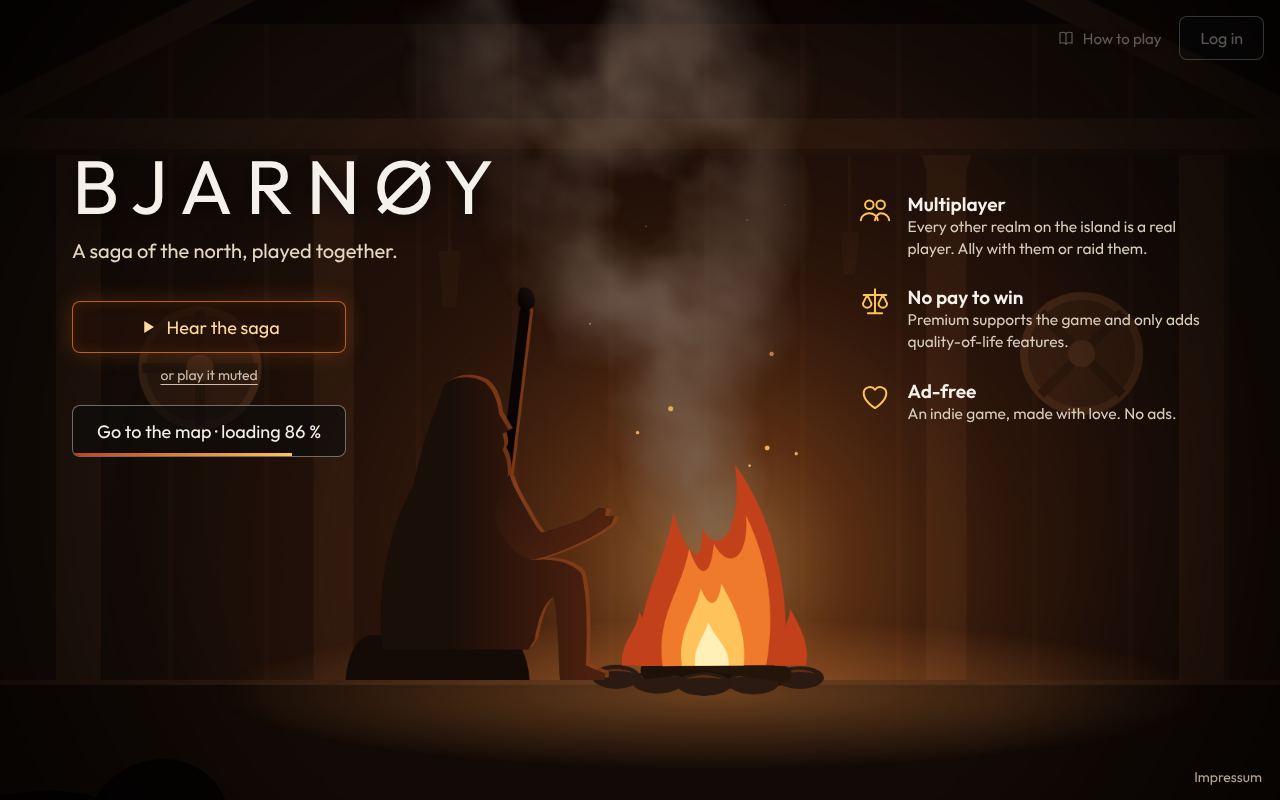 How to play
Log in
BJARNØY
A saga of the north, played together.
Hear the saga
or play it muted
Go to the map · loading 86 %
Multiplayer
Every other realm on the island is a real
player. Ally with them or raid them.
No pay to win
Premium supports the game and only adds
quality-of-life features.
Ad-free
An indie game, made with love. No ads.
Impressum